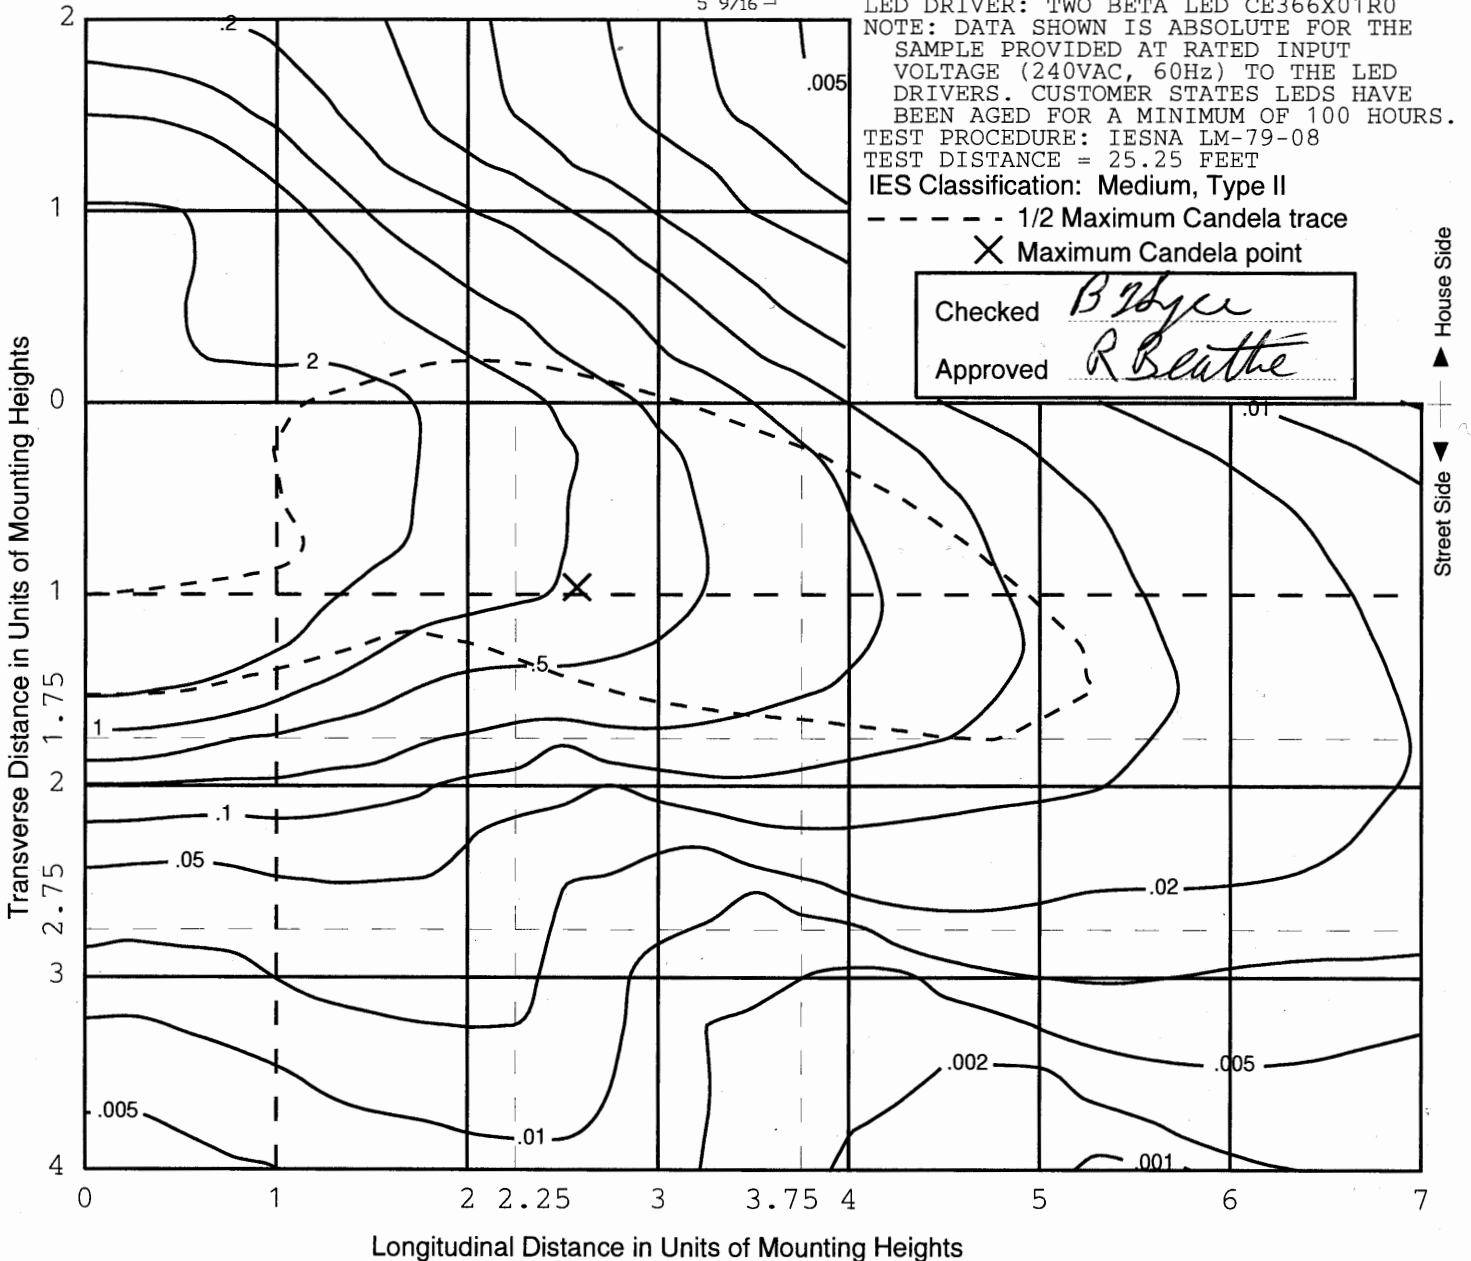 5 9/16
LED DRIVER: TWO BETA LED CE366X01R0
NOTE: DATA SHOWN IS ABSOLUTE FOR THE
SAMPLE PROVIDED AT RATED INPUT
VOLTAGE (240VAC, 60Hz) TO THE LED
DRIVERS. CUSTOMER STATES LEDS HAVE
BEEN AGED FOR A MINIMUM OF 100 HOURS.
TEST PROCEDURE: IESNA LM-79-08
TEST DISTANCE = 25.25 FEET
IES Classification: Medium, Type II
1/2 Maximum Candela trace
Maximum Candela point
Checked
Approved R Beathe
House Side
Street Side
Transverse Distance in Units of Mounting Heights
2
1
0
1
1.75
2
2.75
3
4
.2
.005
2
.01
.5
1
.1
.05
.02
.002
.005
.005
.01
.001
0 1 2 2.25 3 3.75 4 5 6 7
Longitudinal Distance in Units of Mounting Heights